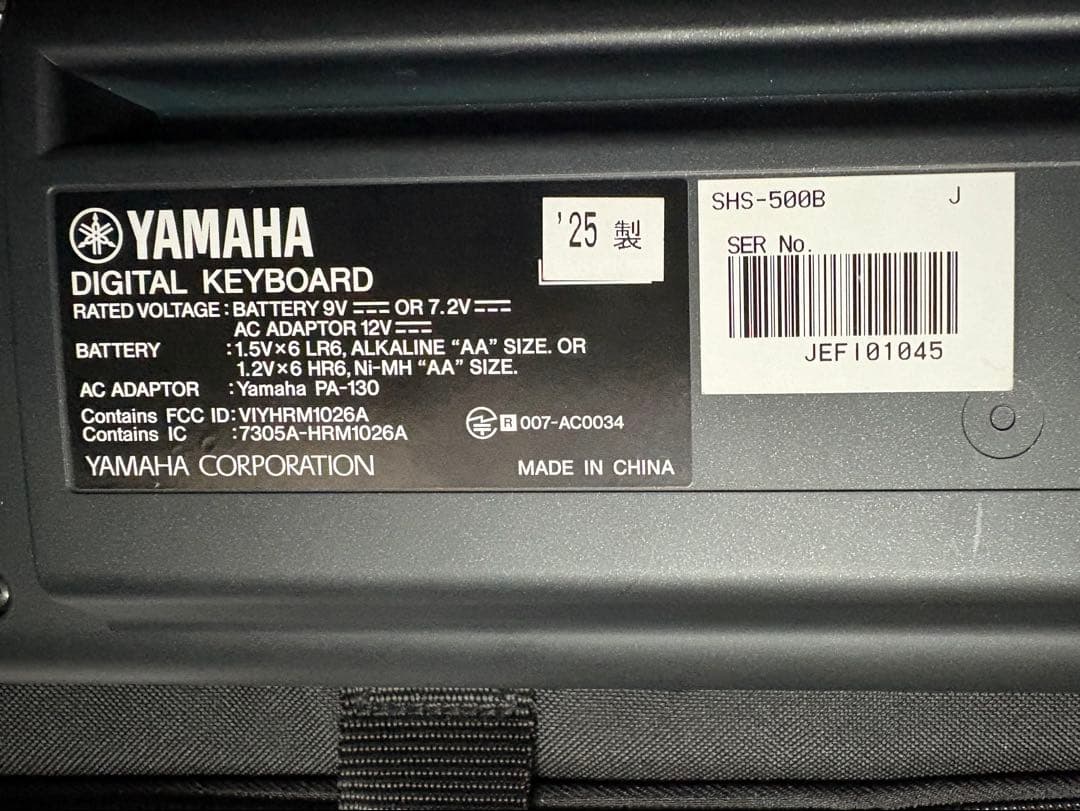 YAMAHA
'25 製
DIGITAL KEYBOARD
RATED VOLTAGE : BATTERY 9V ⎓ OR 7.2V ⎓
AC ADAPTOR 12V ⎓
BATTERY : 1.5V×6 LR6, ALKALINE “AA” SIZE. OR
1.2V×6 HR6, Ni-MH “AA” SIZE.
AC ADAPTOR : Yamaha PA-130
Contains FCC ID: VIYHRM1026A
Contains IC : 7305A-HRM1026A
R 007-AC0034
YAMAHA CORPORATION
MADE IN CHINA
SHS-500B J
SER No.
JEFI01045